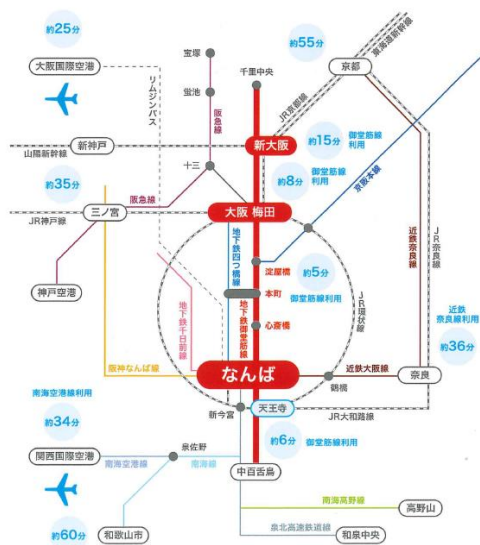 約25分
大阪国際空港
リムジンバス
宝塚
蛍池
阪急線
千里中央
約55分
京都
東海道新幹線
JR京都線
新大阪
約15分
御堂筋線
利用
山陽新幹線
新神戸
十三
約8分
御堂筋線
利用
京阪本線
約35分
阪急線
三ノ宮
JR神戸線
大阪 梅田
神戸空港
地下鉄四つ橋線
淀屋橋
本町
約5分
御堂筋線利用
心斎橋
地下鉄御堂筋線
地下鉄千日前線
JR環状線
近鉄奈良線
JR奈良線
近鉄
奈良線利用
約36分
阪神なんば線
なんば
近鉄大阪線
鶴橋
奈良
新今宮
天王寺
JR大和路線
南海空港線利用
約34分
関西国際空港
南海空港線
泉佐野
南海線
約6分
御堂筋線利用
中百舌鳥
約60分
和歌山市
南海高野線
高野山
泉北高速鉄道線
和泉中央